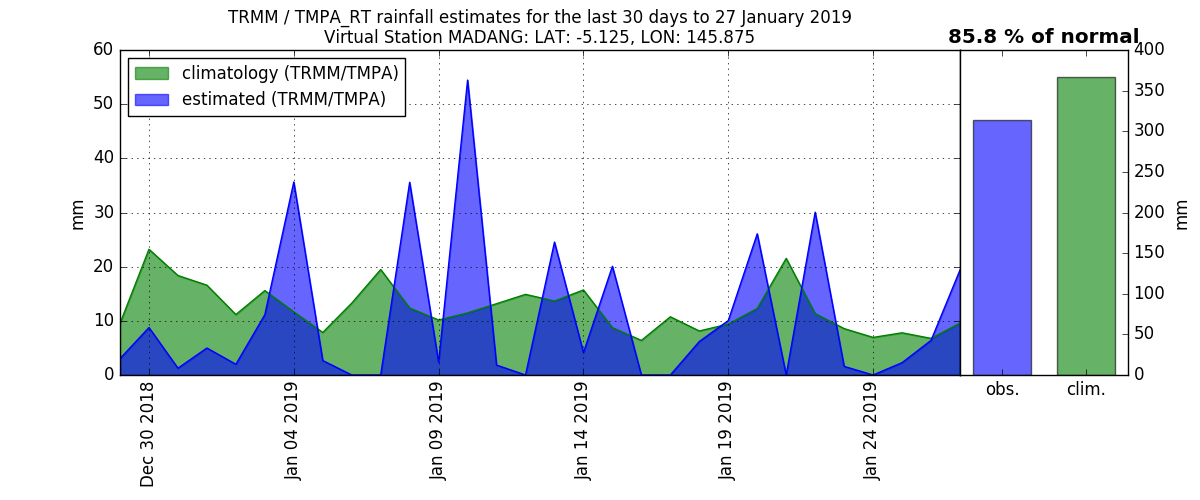 TRMM / TMPA_RT rainfall estimates for the last 30 days to 27 January 2019
Virtual Station MADANG: LAT: -5.125, LON: 145.875
85.8 % of normal
climatology (TRMM/TMPA)
estimated (TRMM/TMPA)
mm
60
50
40
30
20
10
0
Dec 30 2018
Jan 04 2019
Jan 09 2019
Jan 14 2019
Jan 19 2019
Jan 24 2019
obs.
clim.
400
350
300
250
200
150
100
50
0
mm